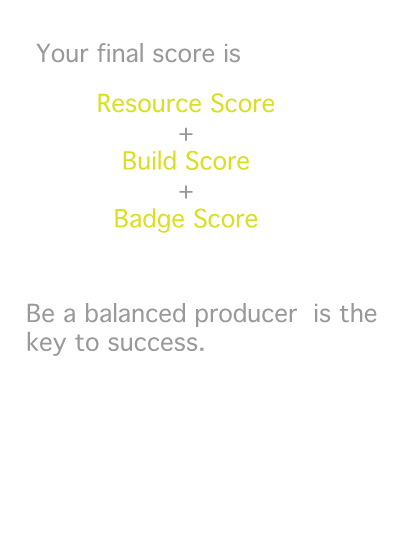 Your final score is
Resource Score
+
Build Score
+
Badge Score
Be a balanced producer  is the
key to success.